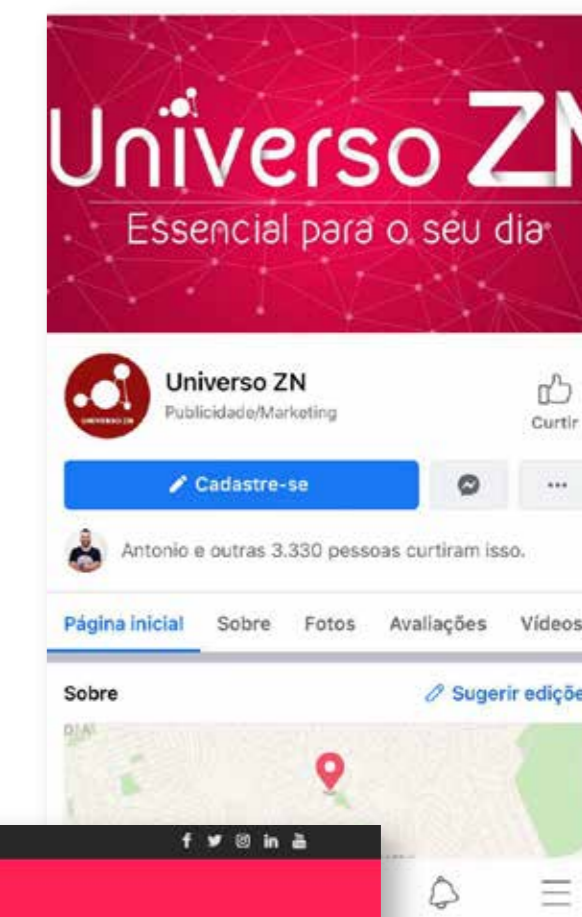 Universo ZN
Essencial para o seu dia
Universo ZN
Publicidade/Marketing
Curtir
Cadastre-se
Antonio e outras 3.330 pessoas curtiram isso.
Página inicial Sobre Fotos Avaliações Vídeos
Sobre Sugerir ediçõe